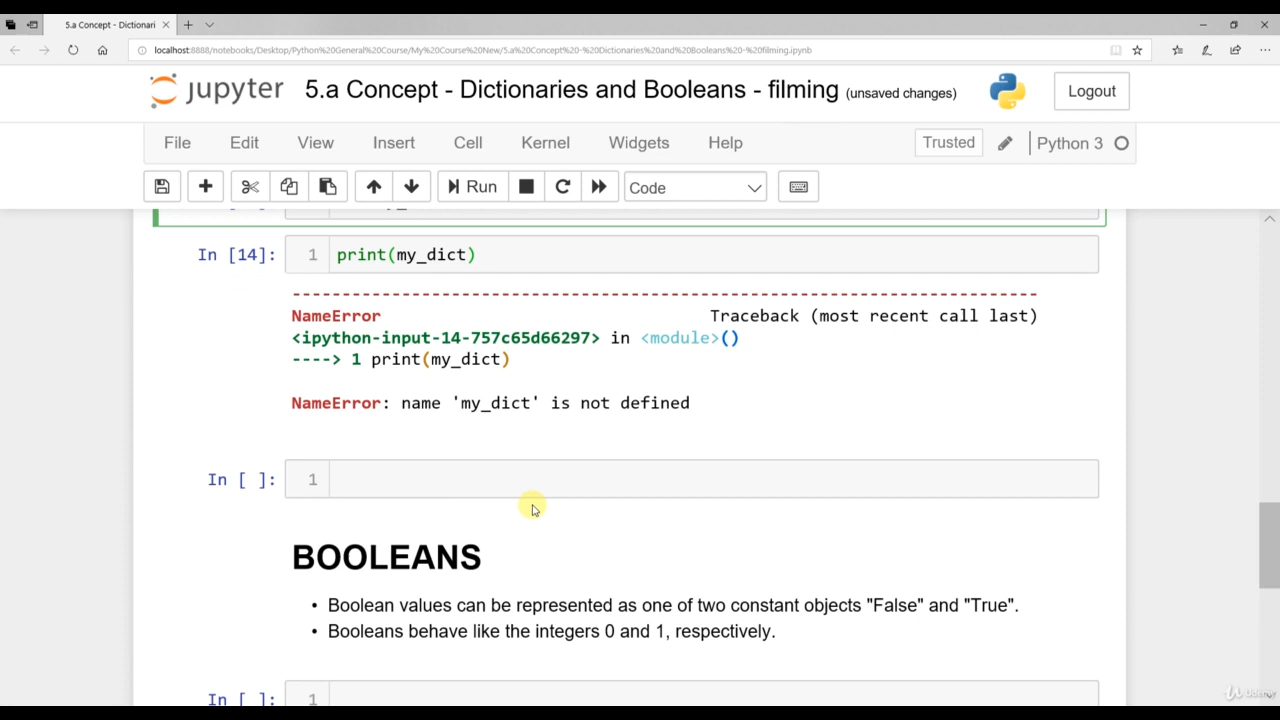 5.a Concept - Dictionari
localhost:8888/notebooks/Desktop/Python%20General%20Course/My%20Course%20New/5.a%20Concept%20-%20Dictionaries%20and%20Booleans%20-%20filming.ipynb
jupyter 5.a Concept - Dictionaries and Booleans - filming (unsaved changes) Logout
File Edit View Insert Cell Kernel Widgets Help Trusted Python 3
Run Code
In [14]: 1 print(my_dict)
---------------------------------------------------------------------------
NameError Traceback (most recent call last)
<ipython-input-14-757c65d66297> in <module>()
----> 1 print(my_dict)
NameError: name 'my_dict' is not defined
In [ ]: 1
BOOLEANS
• Boolean values can be represented as one of two constant objects "False" and "True".
• Booleans behave like the integers 0 and 1, respectively.
In [ ]: 1
Udemy